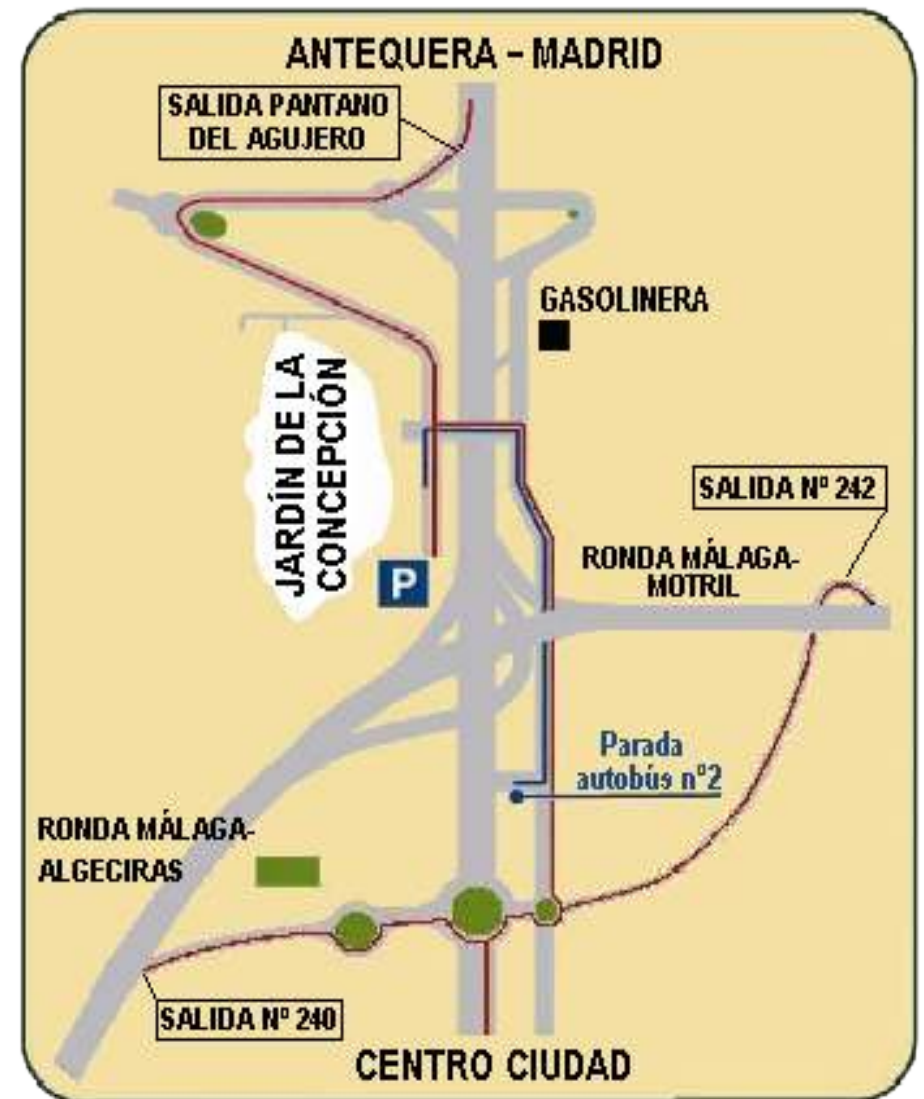 ANTEQUERA – MADRID
SALIDA PANTANO
DEL AGUJERO
GASOLINERA
JARDÍN DE LA
CONCEPCIÓN
SALIDA Nº 242
P
RONDA MÁLAGA-
MOTRIL
Parada
autobús nº2
RONDA MÁLAGA-
ALGECIRAS
SALIDA Nº 240
CENTRO CIUDAD